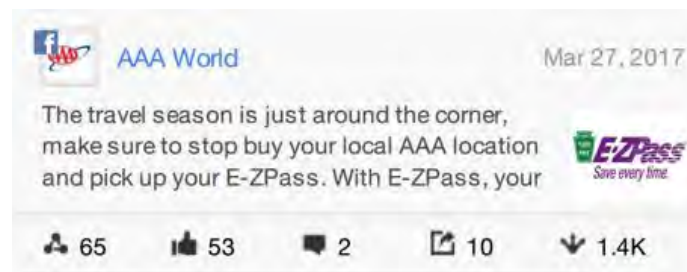 AAA World
Mar 27, 2017
The travel season is just around the corner,
make sure to stop buy your local AAA location
and pick up your E-ZPass. With E-ZPass, your
E-ZPass
Save every time.
65
53
2
10
1.4K